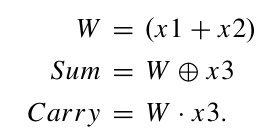 W = (x1 + x2)
Sum = W ⊕ x3
Carry = W · x3.